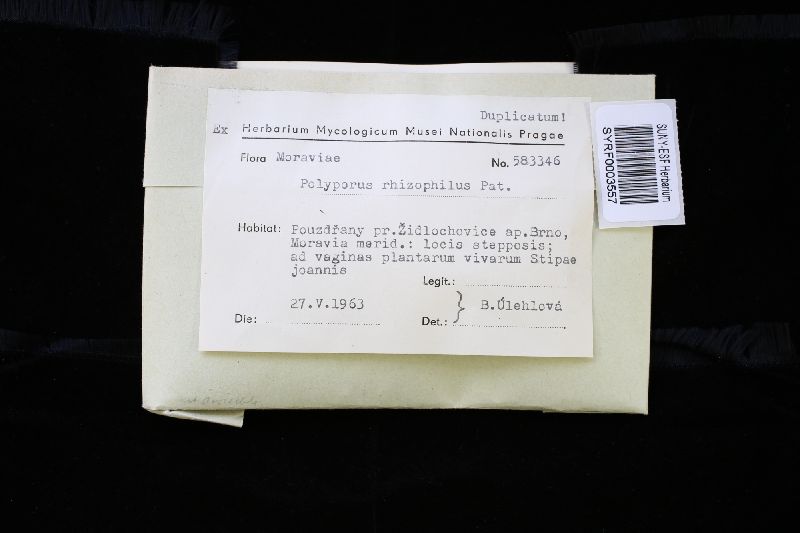 Duplicatum!
Ex Herbarium Mycologicum Musei Nationalis Pragae
Flora Moraviae No. 583346
Polyporus rhizophilus Pat.
Habitat: Pouzdřany pr.Židlochovice ap.Brno,
Moravia merid.: locis stepposis;
ad vaginas plantarum vivarum Stipae
joannis
Legit.:
27.V.1963 } B.Úlehlová
Die: Det.:
SUNY-ESF Herbarium
SYRF0003557